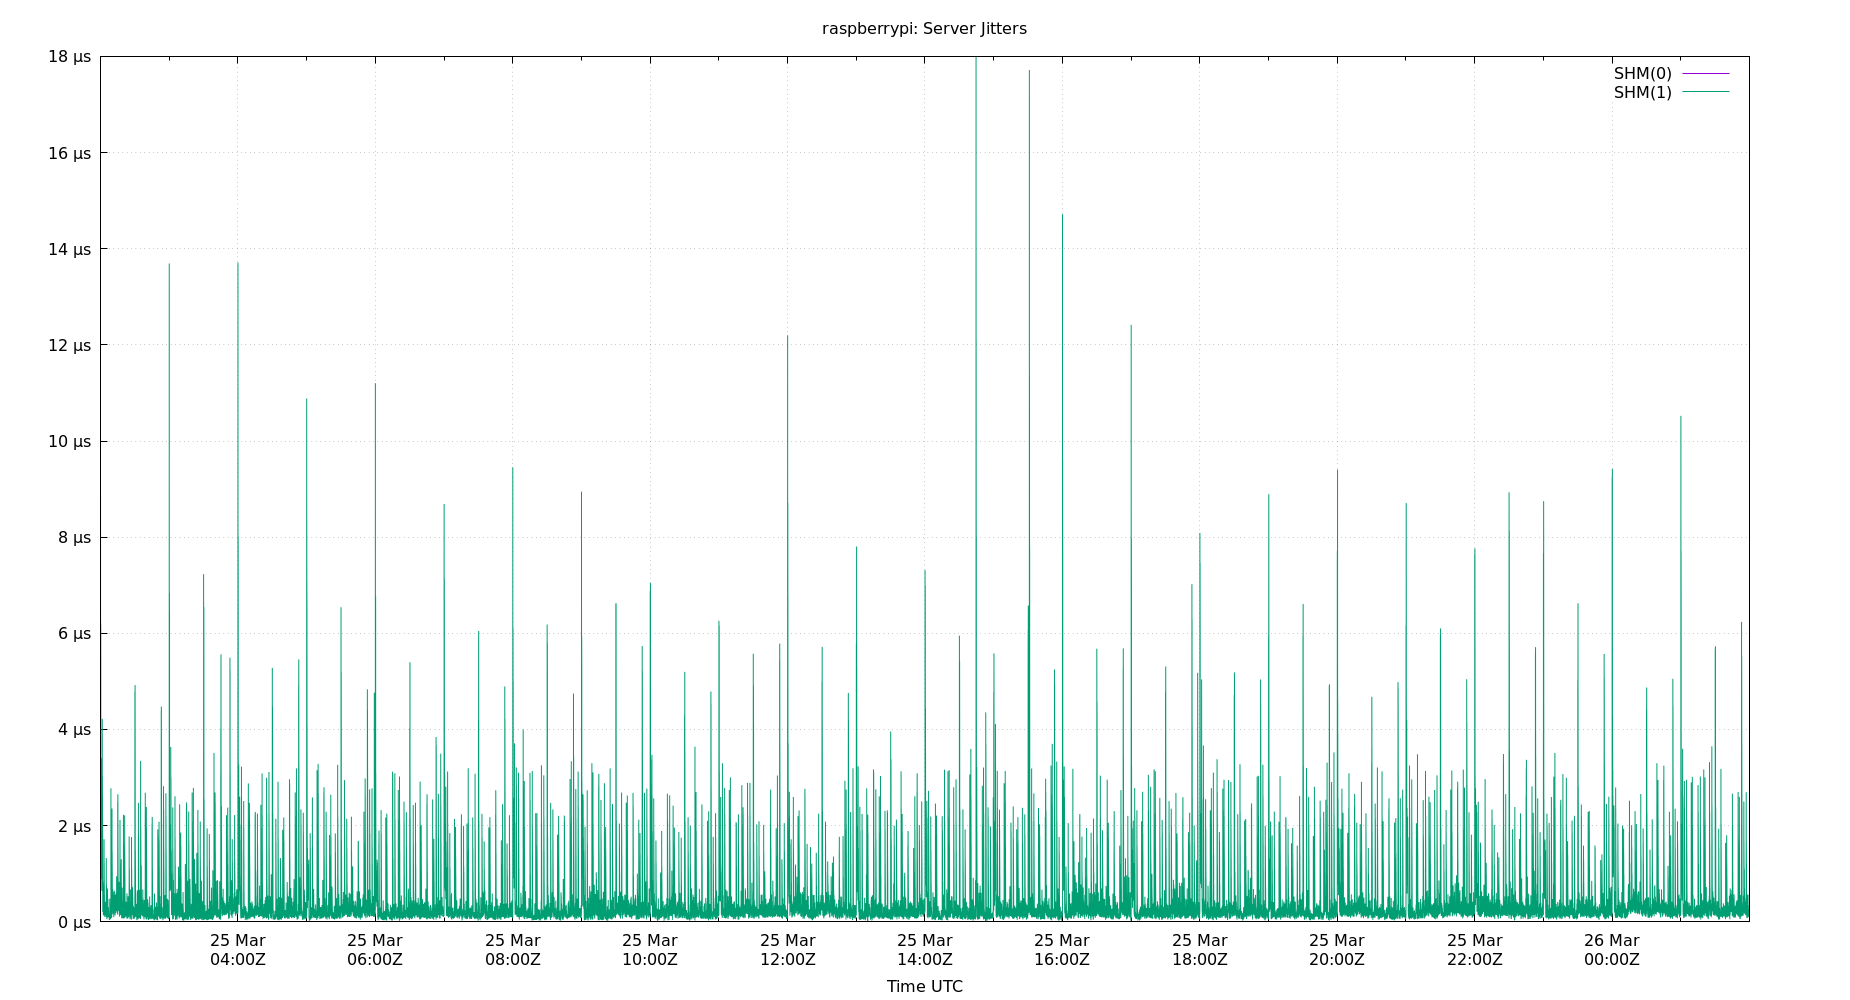 raspberrypi: Server Jitters
SHM(0)
SHM(1)
18 µs
16 µs
14 µs
12 µs
10 µs
8 µs
6 µs
4 µs
2 µs
0 µs
25 Mar 25 Mar 25 Mar 25 Mar 25 Mar 25 Mar 25 Mar 25 Mar 25 Mar 25 Mar 26 Mar
04:00Z 06:00Z 08:00Z 10:00Z 12:00Z 14:00Z 16:00Z 18:00Z 20:00Z 22:00Z 00:00Z
Time UTC